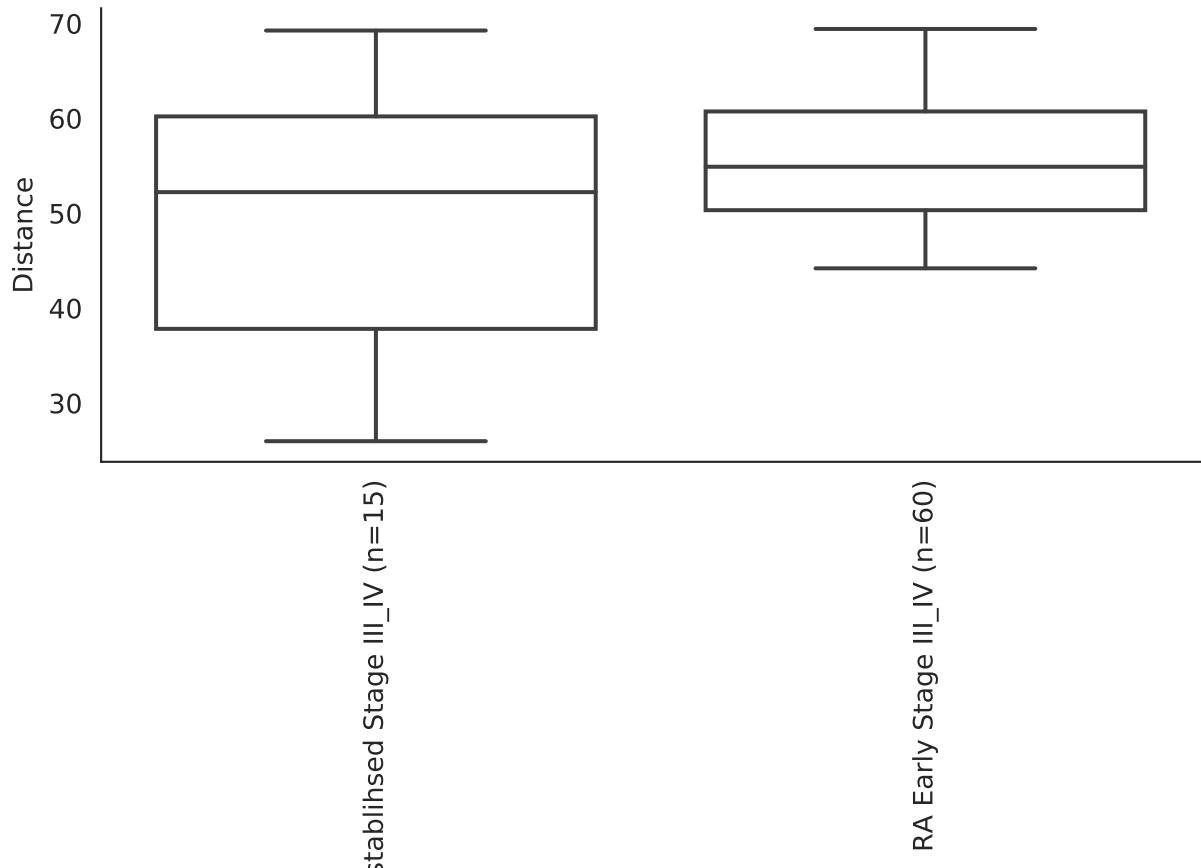 70
60
50
40
30
Distance
stablihsed Stage III_IV (n=15)
RA Early Stage III_IV (n=60)